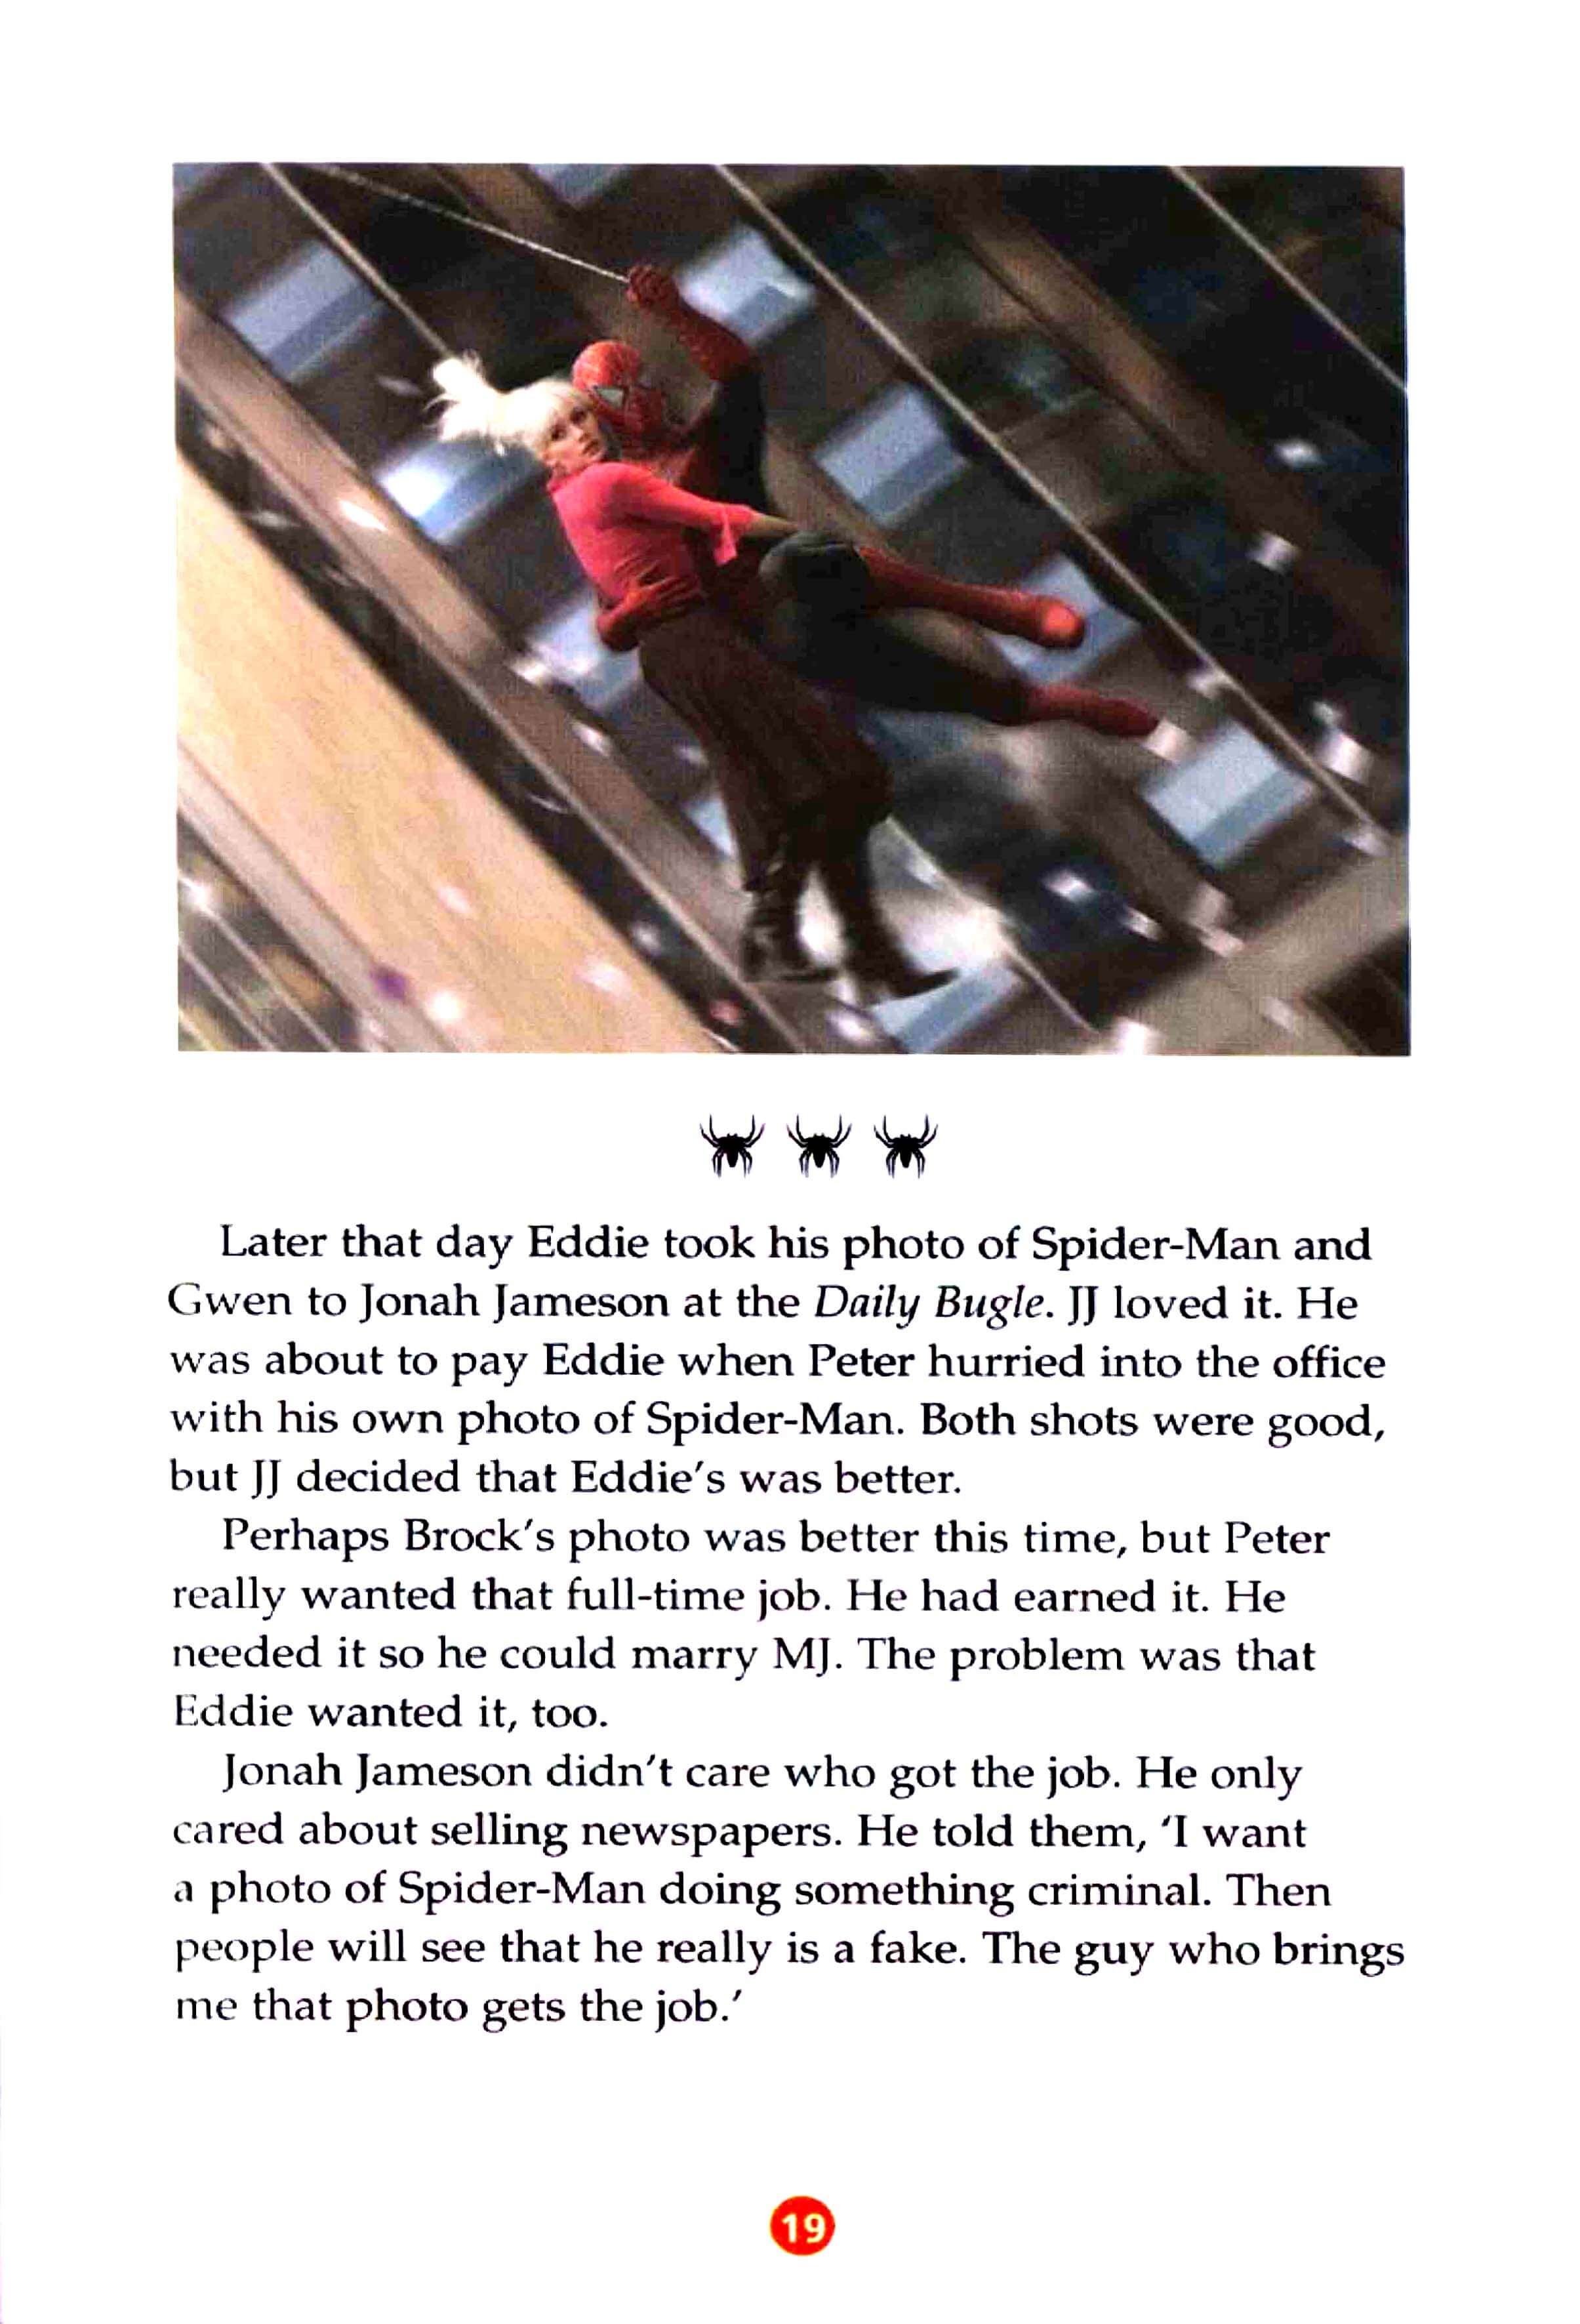 Later that day Eddie took his photo of Spider-Man and
Gwen to Jonah Jameson at the Daily Bugle. JJ loved it. He
was about to pay Eddie when Peter hurried into the office
with his own photo of Spider-Man. Both shots were good,
but JJ decided that Eddie's was better.
Perhaps Brock's photo was better this time, but Peter
really wanted that full-time job. He had earned it. He
needed it so he could marry MJ. The problem was that
Eddie wanted it, too.
Jonah Jameson didn't care who got the job. He only
cared about selling newspapers. He told them, 'I want
a photo of Spider-Man doing something criminal. Then
people will see that he really is a fake. The guy who brings
me that photo gets the job.'
19